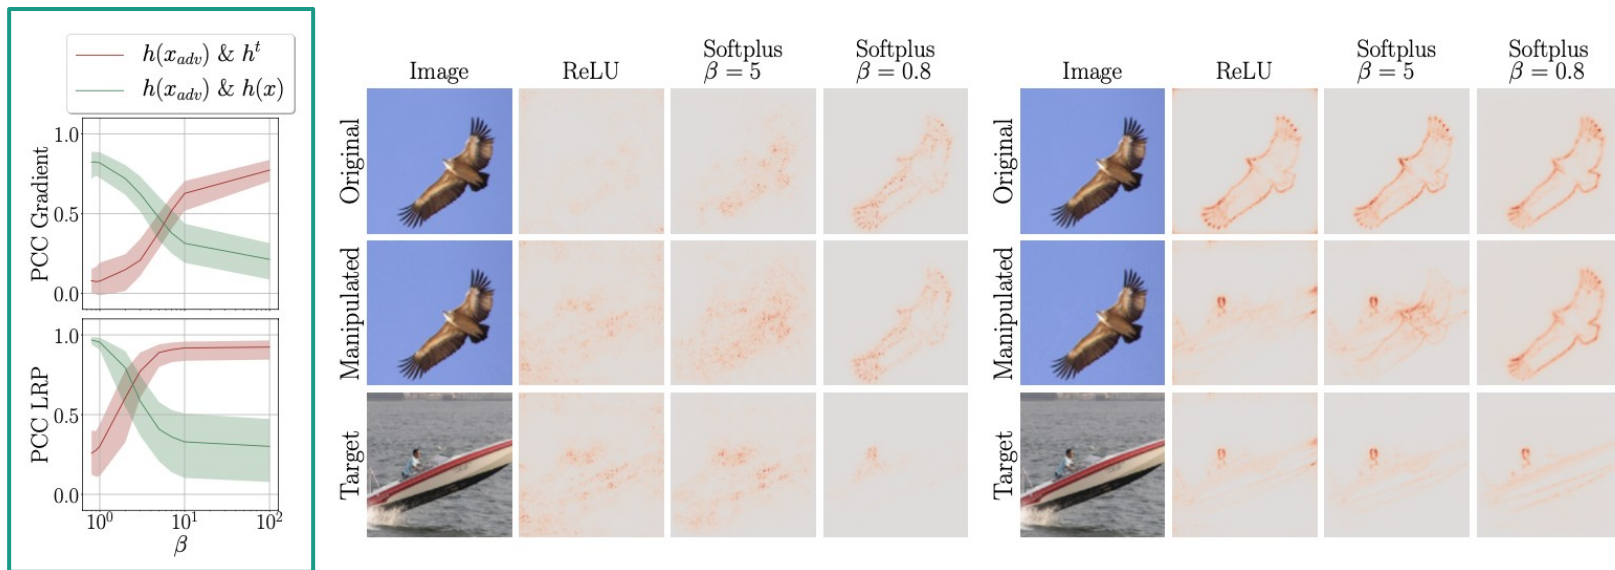 h(x_adv) & h^t
h(x_adv) & h(x)
PCC Gradient
1.0
0.5
0.0
PCC LRP
1.0
0.5
0.0
10^0 10^1 10^2
β
Image ReLU Softplus β = 5 Softplus β = 0.8
Original
Manipulated
Target
Image ReLU Softplus β = 5 Softplus β = 0.8
Original
Manipulated
Target